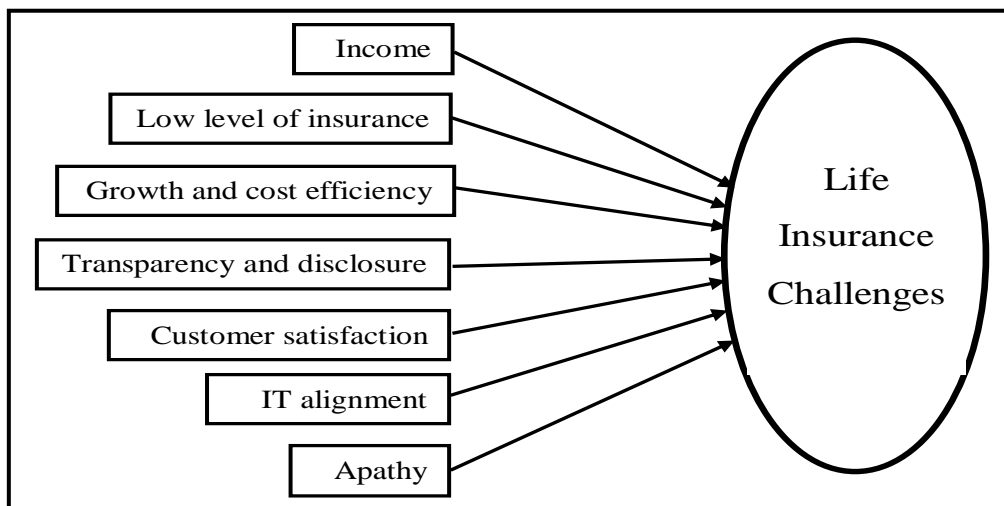 Income
Low level of insurance
Growth and cost efficiency
Transparency and disclosure
Customer satisfaction
IT alignment
Apathy
Life
Insurance
Challenges